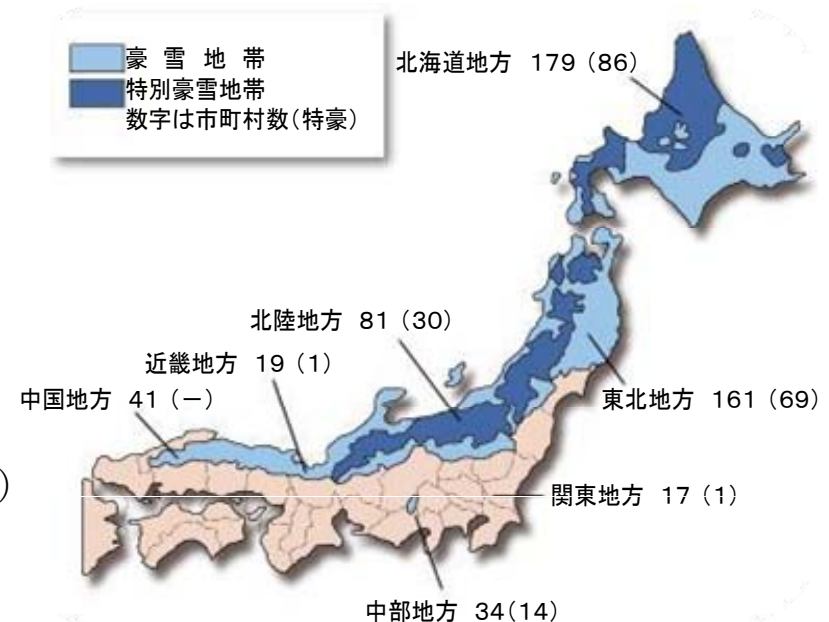 豪 雪 地 帯
特別豪雪地帯
数字は市町村数(特豪)
北海道地方 179 (86)
北陸地方 81 (30)
近畿地方 19 (1)
中国地方 41 (−)
東北地方 161 (69)
)
関東地方 17 (1)
中部地方 34(14)